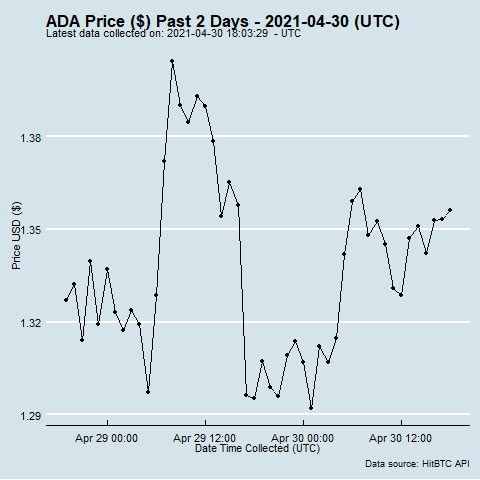 ADA Price ($) Past 2 Days - 2021-04-30 (UTC)
Latest data collected on: 2021-04-30 18:03:29 - UTC
1.38
1.35
1.32
1.29
Price USD ($)
Apr 29 00:00 Apr 29 12:00 Apr 30 00:00 Apr 30 12:00
Date Time Collected (UTC)
Data source: HitBTC API